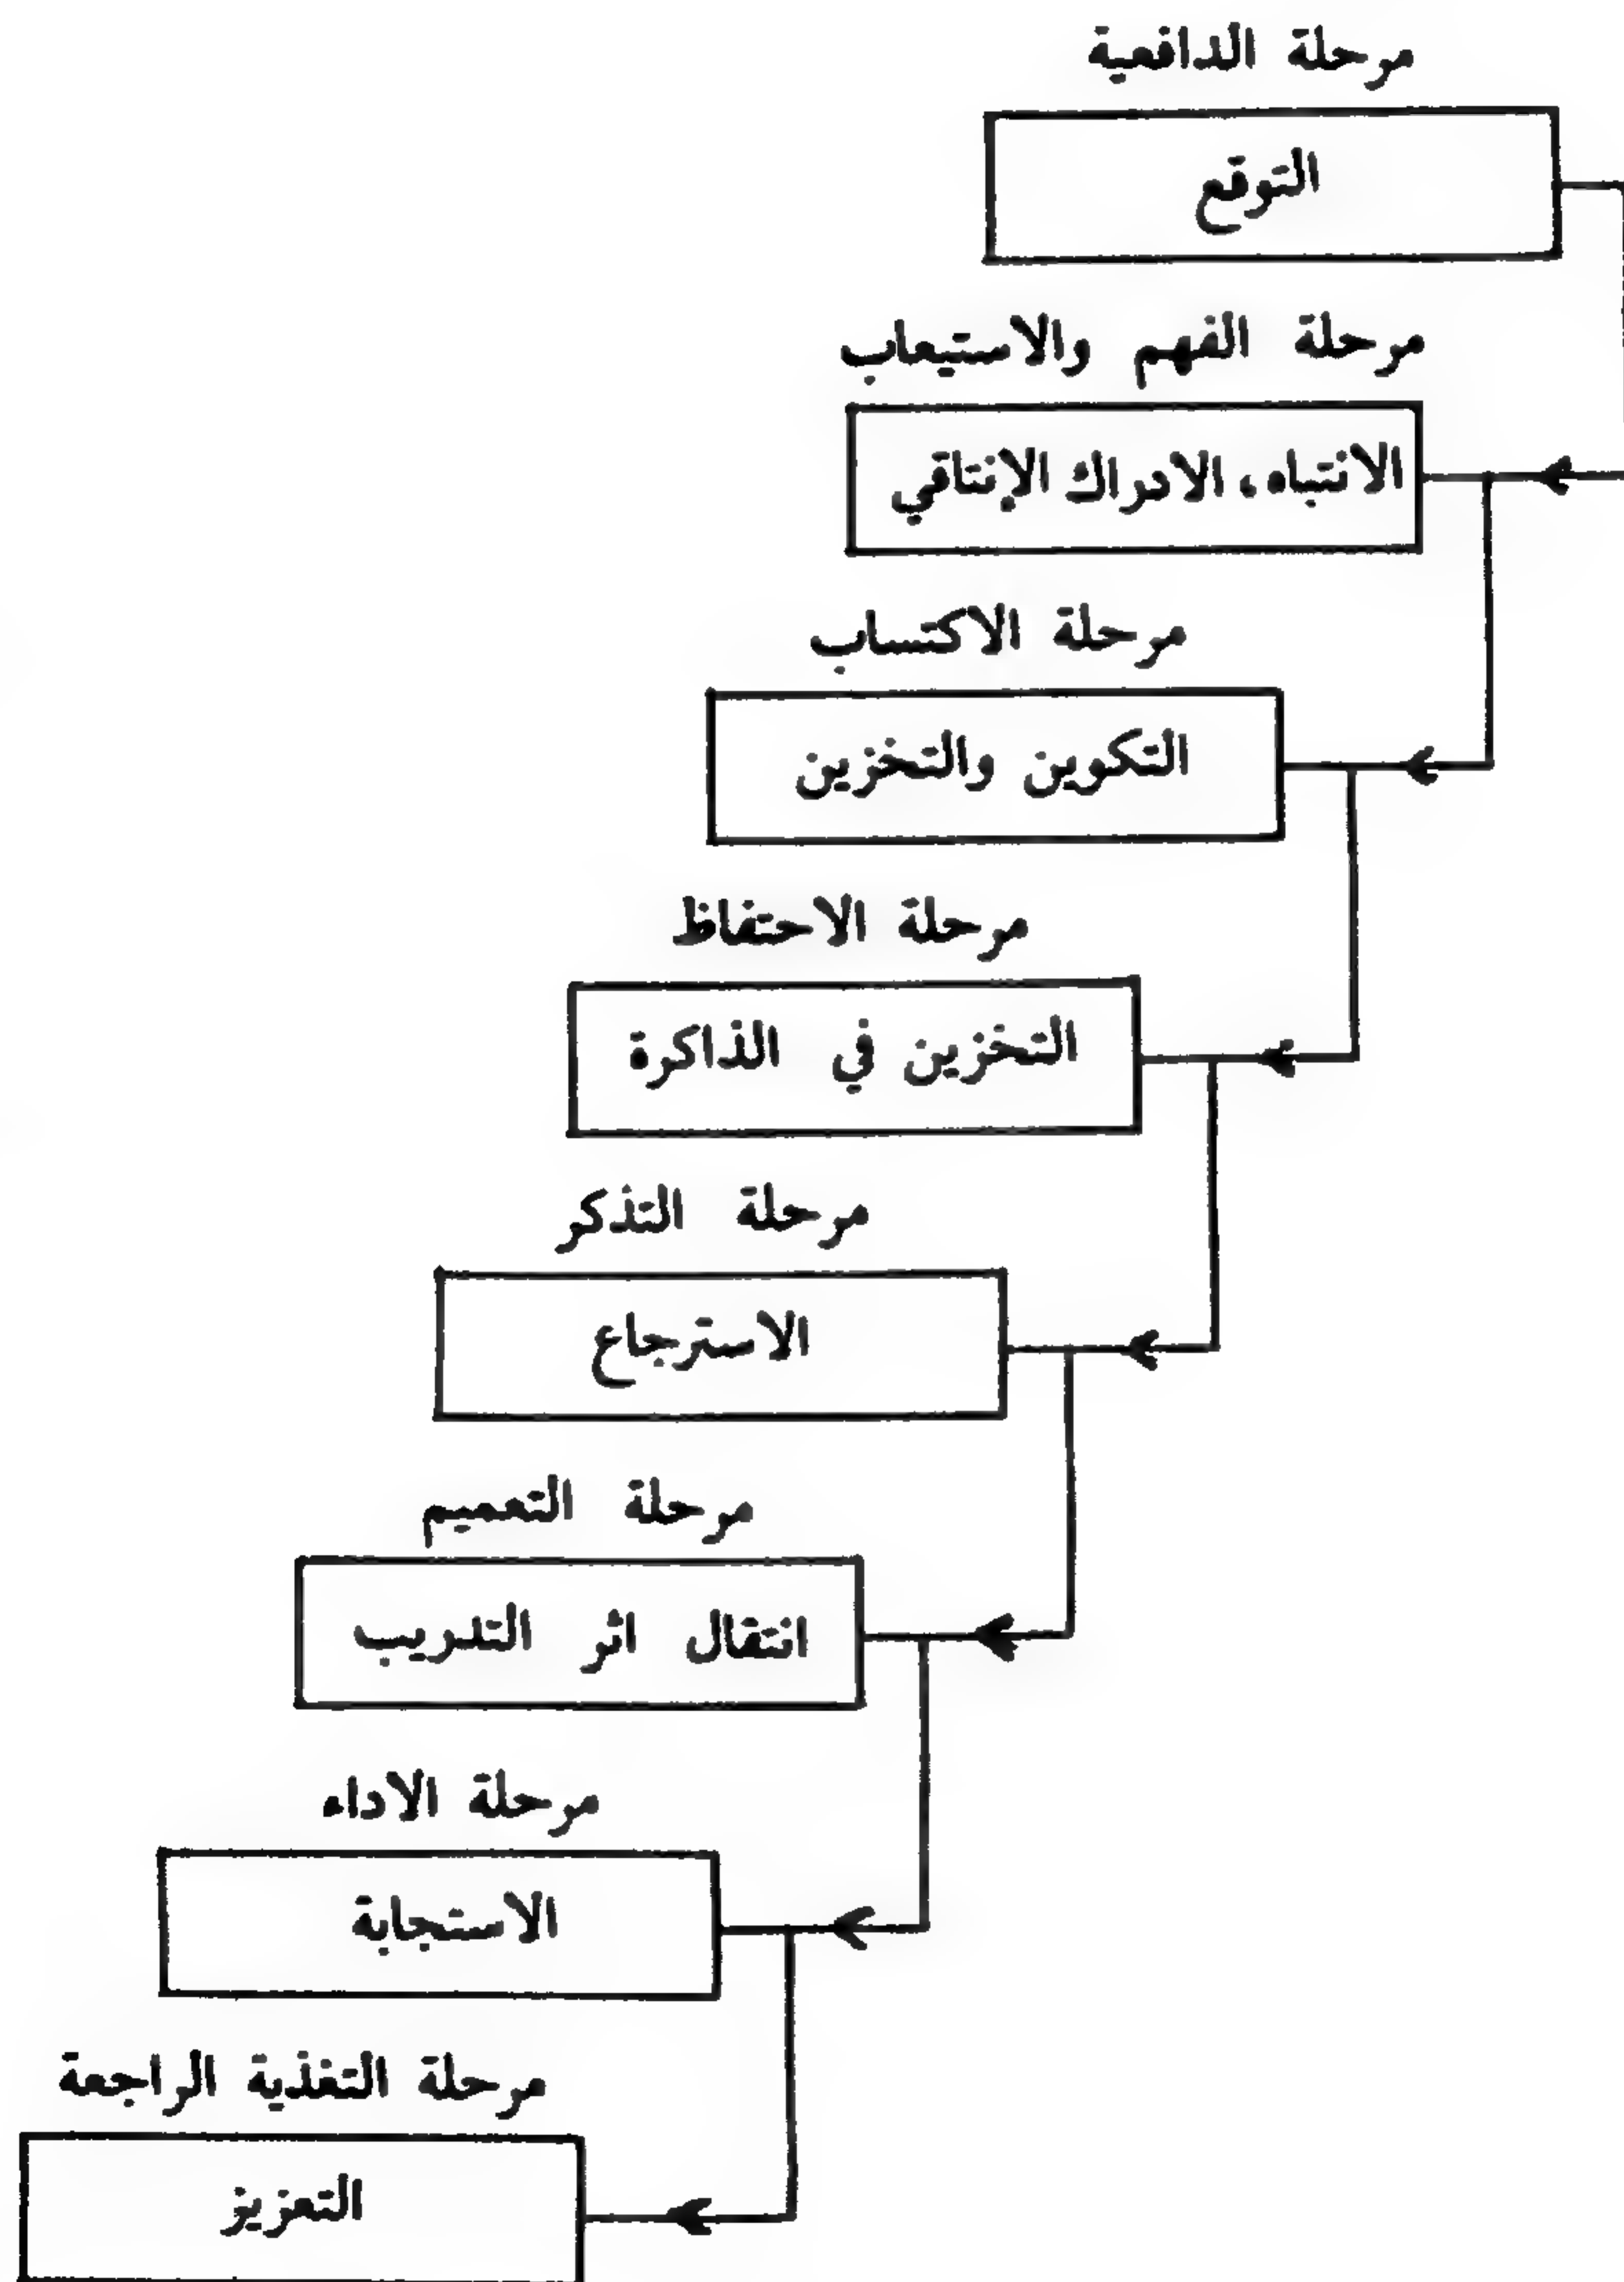 مرحلة الدافعية
التوقع
مرحلة الفهم والاستيعاب
الانتباه، الادراك الإنتاقي
مرحلة الاكتساب
التكوين والتخزين
مرحلة الاحتفاظ
التخزين في الذاكرة
مرحلة التذكر
الاسترجاع
مرحلة التعميم
انتقال اثر التدريب
مرحلة الاداء
الاستجابة
مرحلة التغذية الراجعة
التعزيز